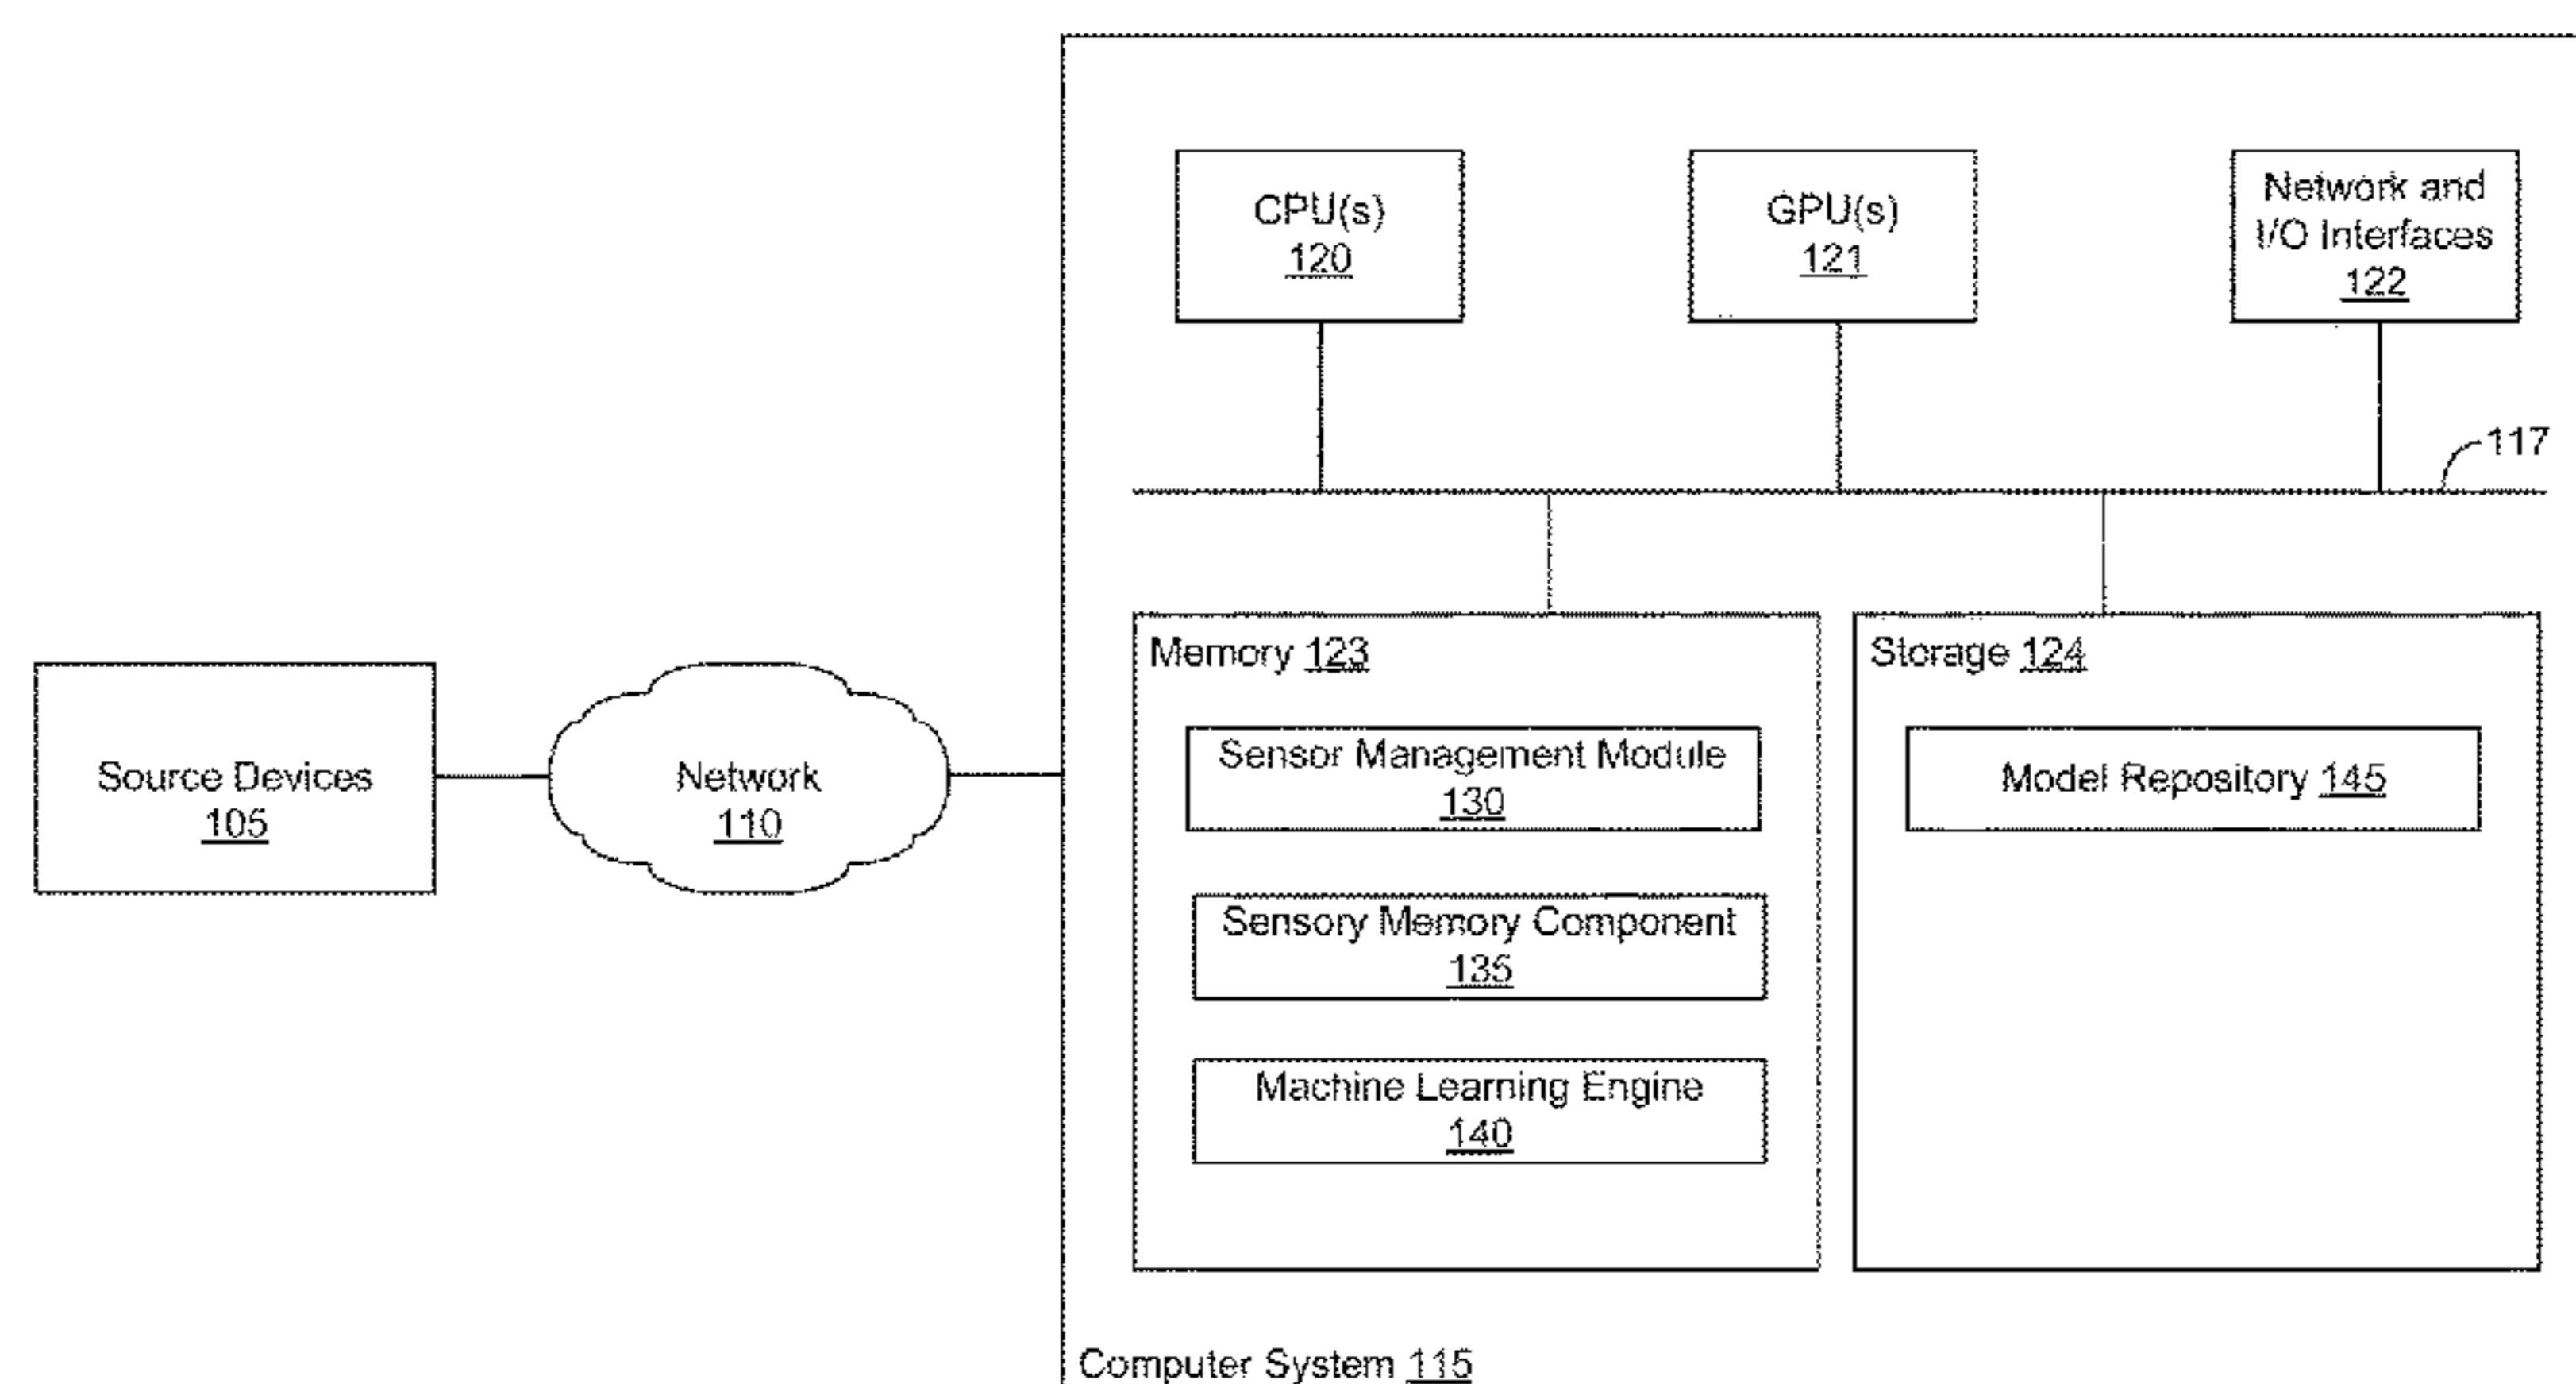 CPU(s)
120
GPU(s)
121
Network and
I/O Interfaces
122
117
Memory 123
Sensor Management Module
130
Sensory Memory Component
135
Machine Learning Engine
140
Storage 124
Model Repository 145
Source Devices
105
Network
110
Computer System 115